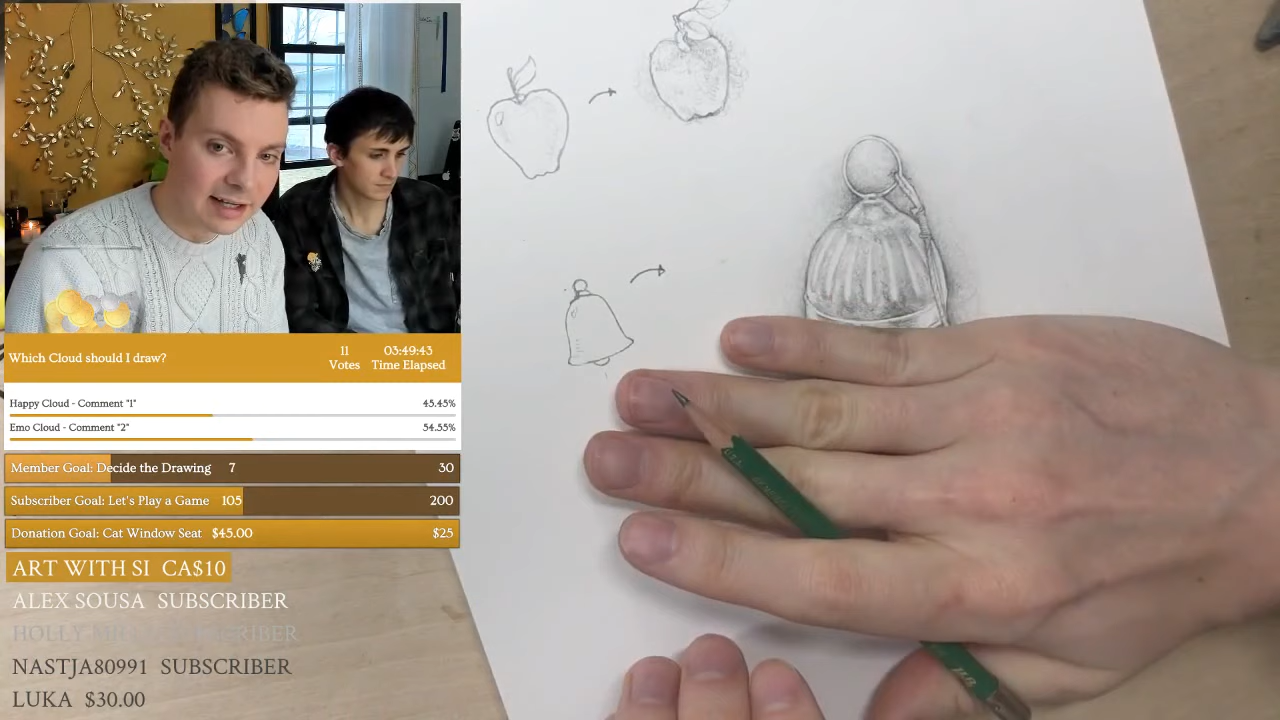 Which Cloud should I draw?
11 Votes
03:49:43 Time Elapsed
Happy Cloud - Comment "1" 45.45%
Emo Cloud - Comment "2" 54.55%
Member Goal: Decide the Drawing 7 30
Subscriber Goal: Let's Play a Game 105 200
Donation Goal: Cat Window Seat $45.00 $25
ART WITH SI CA$10
ALEX SOUSA SUBSCRIBER
HOLLY
NASTJA80991 SUBSCRIBER
LUKA $30.00